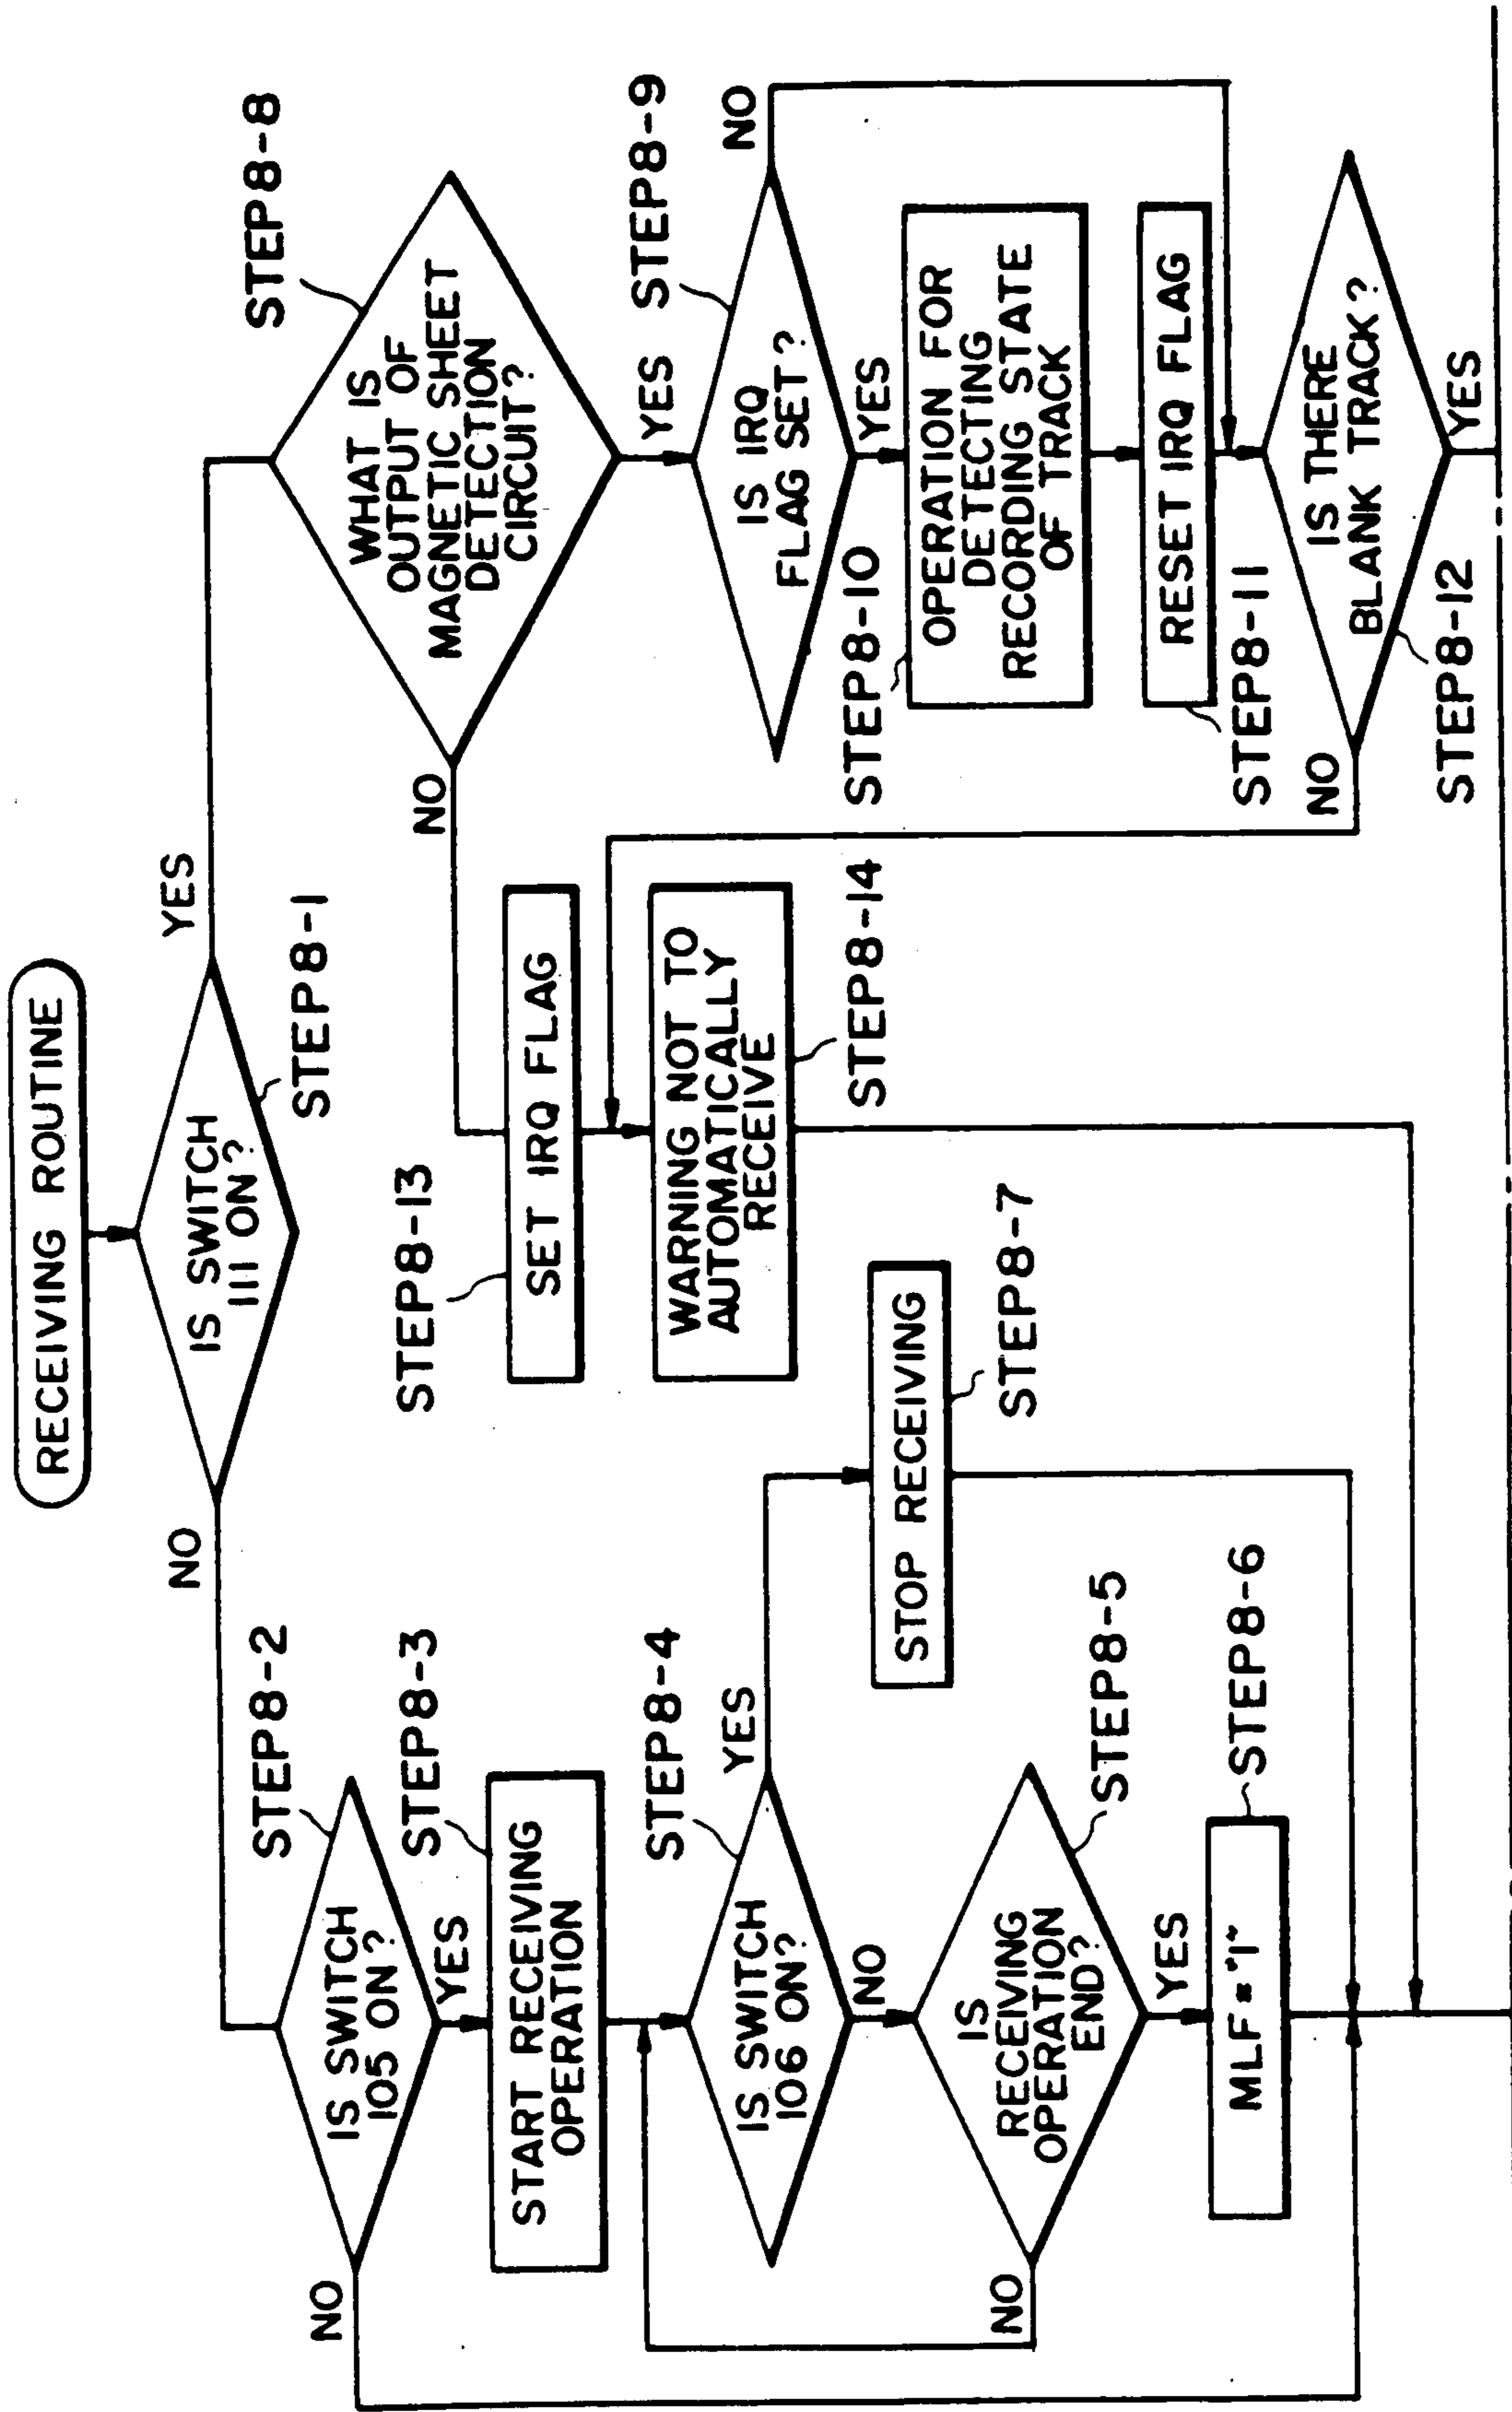 RECEIVING ROUTINE
IS SWITCH
111 ON?
STEP8-1
NO
YES
STEP8-2
IS SWITCH
105 ON?
NO
YES
STEP8-3
START RECEIVING
OPERATION
STEP8-4
IS SWITCH
106 ON?
YES
NO
STOP RECEIVING
STEP8-7
IS
RECEIVING
OPERATION
END?
STEP8-5
NO
YES
MLF="1"
STEP8-6
STEP8-8
WHAT IS
OUTPUT OF
MAGNETIC SHEET
DETECTION
CIRCUIT?
NO
YES
STEP8-13
SET IRQ FLAG
WARNING NOT TO
AUTOMATICALLY
RECEIVE
STEP8-14
STEP8-9
IS IRQ
FLAG SET?
NO
YES
STEP8-10
OPERATION FOR
DETECTING
RECORDING STATE
OF TRACK
RESET IRQ FLAG
STEP8-11
IS THERE
BLANK TRACK?
NO
YES
STEP8-12